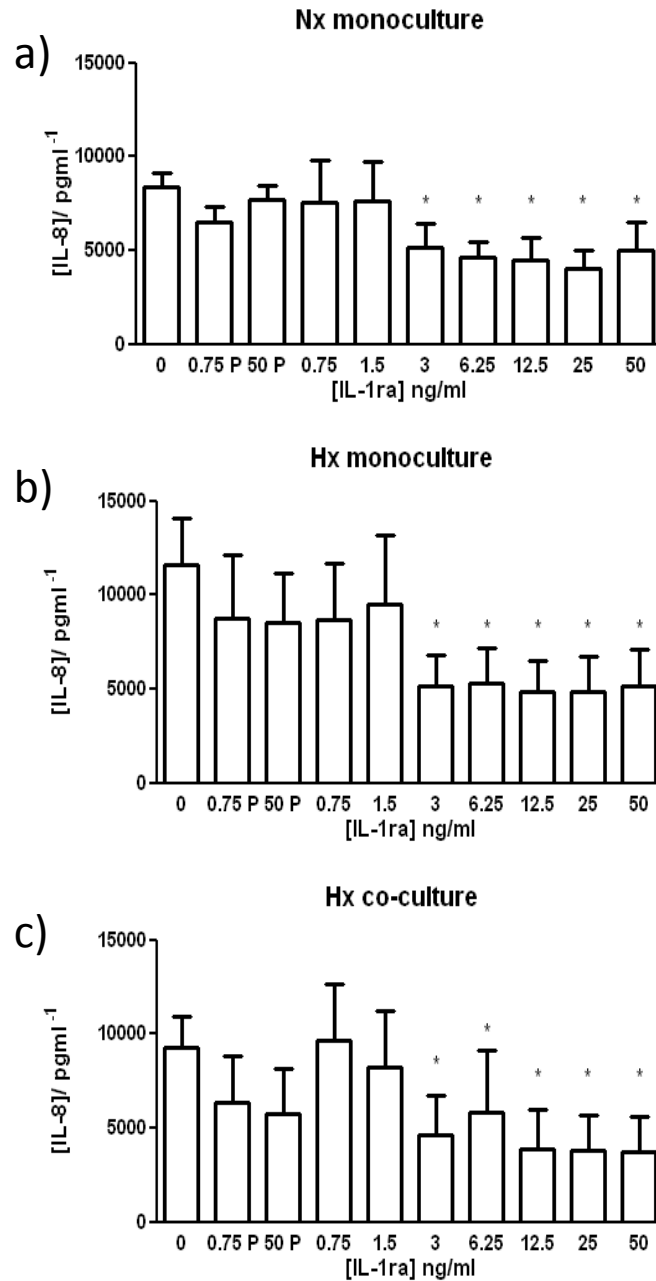 Nx monoculture
a)
15000
10000
5000
0
[IL-8]/ pgml⁻¹
* * * * *
0 0.75 P 50 P 0.75 1.5 3 6.25 12.5 25 50
[IL-1ra] ng/ml
Hx monoculture
b)
15000
10000
5000
0
[IL-8]/ pgml⁻¹
* * * * *
0 0.75 P 50 P 0.75 1.5 3 6.25 12.5 25 50
[IL-1ra] ng/ml
Hx co-culture
c)
15000
10000
5000
0
[IL-8]/ pgml⁻¹
* * * * *
0 0.75 P 50 P 0.75 1.5 3 6.25 12.5 25 50
[IL-1ra] ng/ml